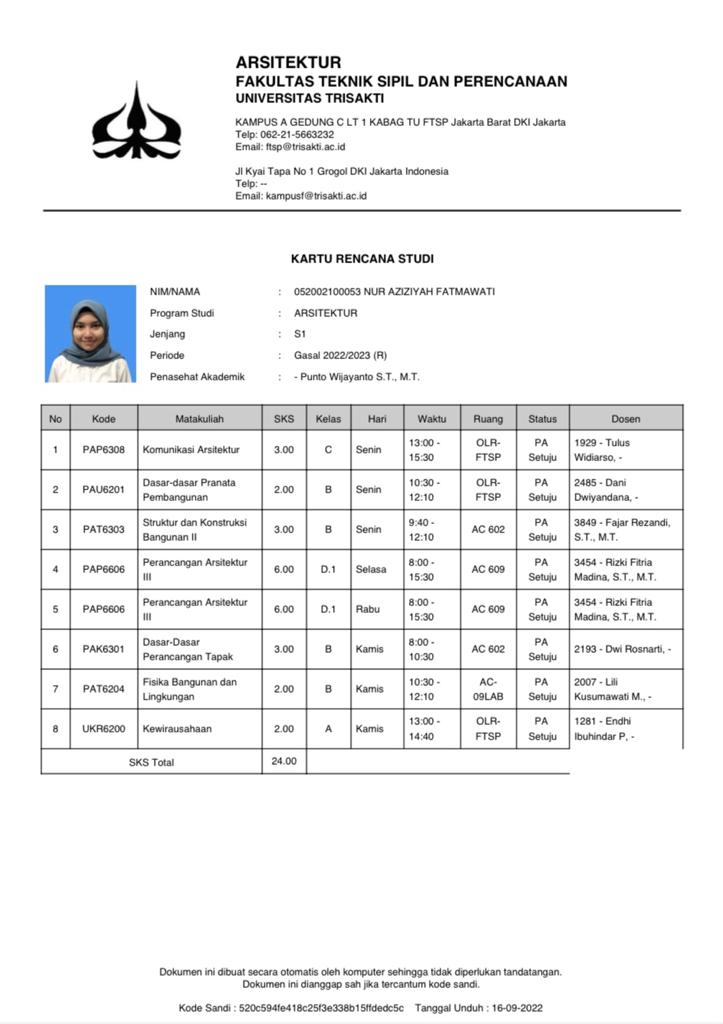 ARSITEKTUR
FAKULTAS TEKNIK SIPIL DAN PERENCANAAN
UNIVERSITAS TRISAKTI
KAMPUS A GEDUNG C LT 1 KABAG TU FTSP Jakarta Barat DKI Jakarta
Telp: 062-21-5663232
Email: ftsp@trisakti.ac.id
Jl Kyai Tapa No 1 Grogol DKI Jakarta Indonesia
Telp: --
Email: kampusf@trisakti.ac.id
KARTU RENCANA STUDI
NIM/NAMA : 052002100053 NUR AZIZIYAH FATMAWATI
Program Studi : ARSITEKTUR
Jenjang : S1
Periode : Gasal 2022/2023 (R)
Penasehat Akademik : - Punto Wijayanto S.T., M.T.
No Kode Matakuliah SKS Kelas Hari Waktu Ruang Status Dosen
1 PAP6308 Komunikasi Arsitektur 3.00 C Senin 13:00 - 15:30 OLR-FTSP PA Setuju 1929 - Tulus Widiarso, -
2 PAU6201 Dasar-dasar Pranata Pembangunan 2.00 B Senin 10:30 - 12:10 OLR-FTSP PA Setuju 2485 - Dani Dwiyandana, -
3 PAT6303 Struktur dan Konstruksi Bangunan II 3.00 B Senin 9:40 - 12:10 AC 602 PA Setuju 3849 - Fajar Rezandi, S.T., M.T.
4 PAP6606 Perancangan Arsitektur III 6.00 D.1 Selasa 8:00 - 15:30 AC 609 PA Setuju 3454 - Rizki Fitria Madina, S.T., M.T.
5 PAP6606 Perancangan Arsitektur III 6.00 D.1 Rabu 8:00 - 15:30 AC 609 PA Setuju 3454 - Rizki Fitria Madina, S.T., M.T.
6 PAK6301 Dasar-Dasar Perancangan Tapak 3.00 B Kamis 8:00 - 10:30 AC 602 PA Setuju 2193 - Dwi Rosnarti, -
7 PAT6204 Fisika Bangunan dan Lingkungan 2.00 B Kamis 10:30 - 12:10 AC-09LAB PA Setuju 2007 - Lili Kusumawati M., -
8 UKR6200 Kewirausahaan 2.00 A Kamis 13:00 - 14:40 OLR-FTSP PA Setuju 1281 - Endhi Ibuhindar P, -
SKS Total 24.00
Dokumen ini dibuat secara otomatis oleh komputer sehingga tidak diperlukan tandatangan.
Dokumen ini dianggap sah jika tercantum kode sandi.
Kode Sandi : 520c594fe418c25f3e338b15ffdedc5c Tanggal Unduh : 16-09-2022